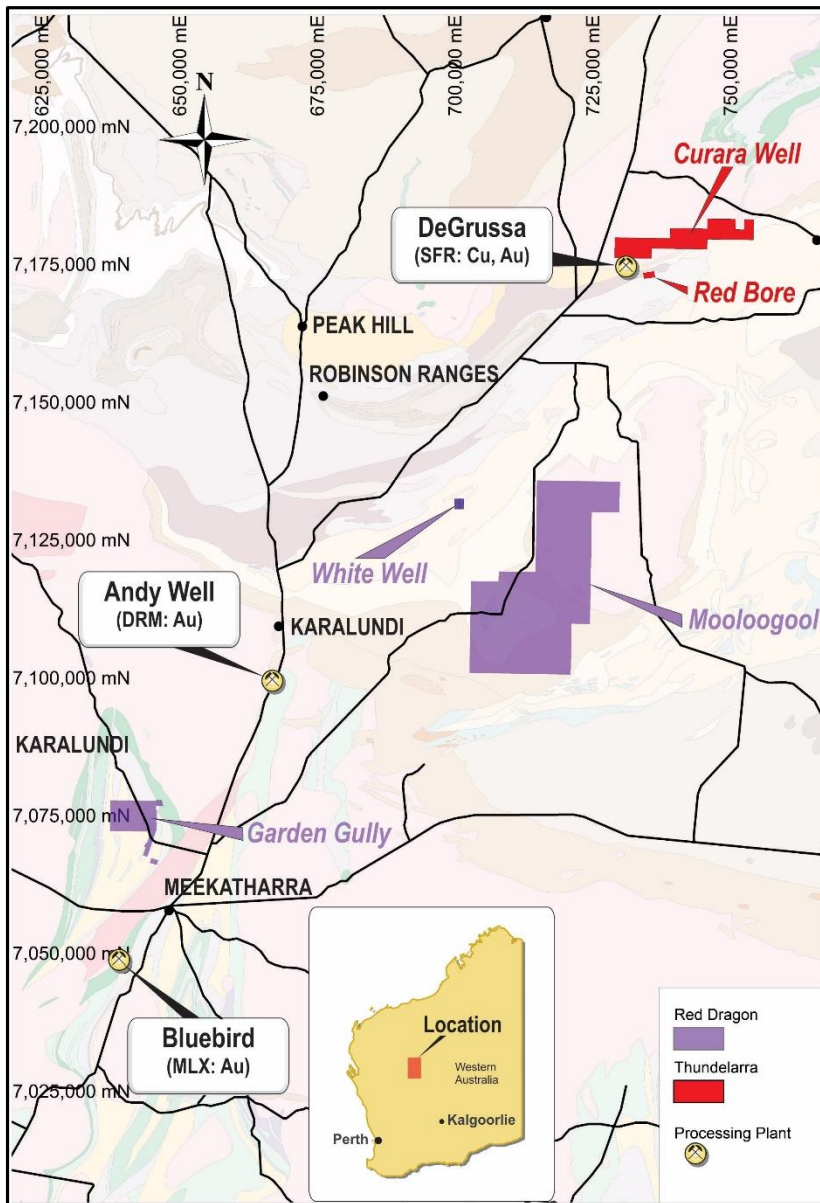 625,000 mE
650,000 mE
675,000 mE
700,000 mE
725,000 mE
750,000 mE
N
7,200,000 mN
Curara Well
DeGrussa
(SFR: Cu, Au)
7,175,000 mN
Red Bore
PEAK HILL
ROBINSON RANGES
7,150,000 mN
7,125,000 mN
White Well
Andy Well
(DRM: Au)
KARALUNDI
Mooloogool
7,100,000 mN
KARALUNDI
7,075,000 mN
Garden Gully
MEEKATHARRA
7,050,000 mN
Bluebird
(MLX: Au)
7,025,000 mN
Location
Western
Australia
Kalgoorlie
Perth
Red Dragon
Thundelarra
Processing Plant